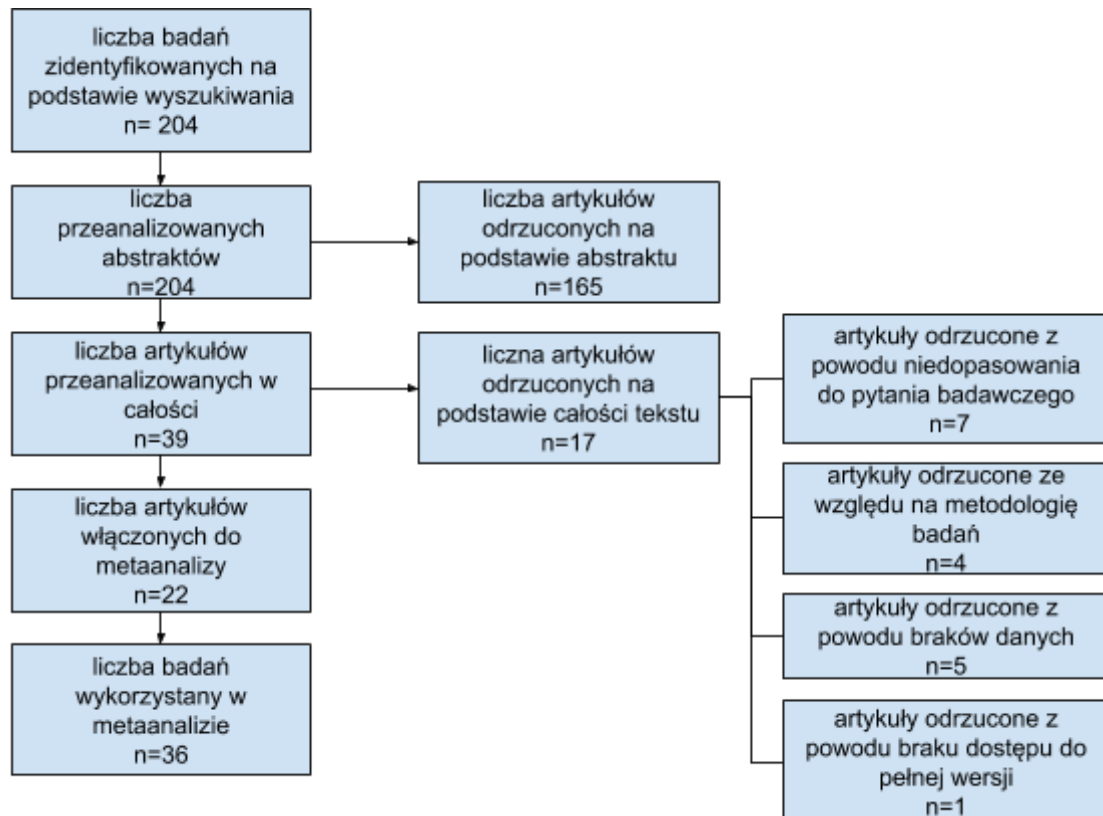 liczba badań
zidentyfikowanych na
podstawie wyszukiwania
n= 204
liczba
przeanalizowanych
abstraktów
n=204
liczba artykułów
odrzuconych na
podstawie abstraktu
n=165
liczba artykułów
przeanalizowanych w
całości
n=39
liczna artykułów
odrzuconych na
podstawie całości tekstu
n=17
artykuły odrzucone z
powodu niedopasowania
do pytania badawczego
n=7
artykuły odrzucone ze
względu na metodologię
badań
n=4
artykuły odrzucone z
powodu braków danych
n=5
artykuły odrzucone z
powodu braku dostępu do
pełnej wersji
n=1
liczba artykułów
włączonych do
metaanalizy
n=22
liczba badań
wykorzystany w
metaanalizie
n=36